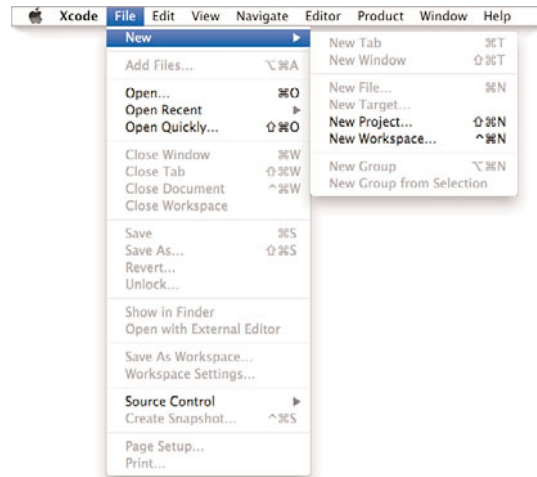 Xcode File Edit View Navigate Editor Product Window Help
New
Add Files... ⌥⌘A
Open... ⌘O
Open Recent
Open Quickly... ⇧⌘O
Close Window ⌘W
Close Tab ⇧⌘W
Close Document ^⌘W
Close Workspace
Save ⌘S
Save As... ⇧⌘S
Revert...
Unlock...
Show in Finder
Open with External Editor
Save As Workspace...
Workspace Settings...
Source Control
Create Snapshot... ^⌘S
Page Setup...
Print...
New Tab ⌘T
New Window ⇧⌘T
New File... ⌘N
New Target...
New Project... ⇧⌘N
New Workspace... ^⌘N
New Group ⌥⌘N
New Group from Selection